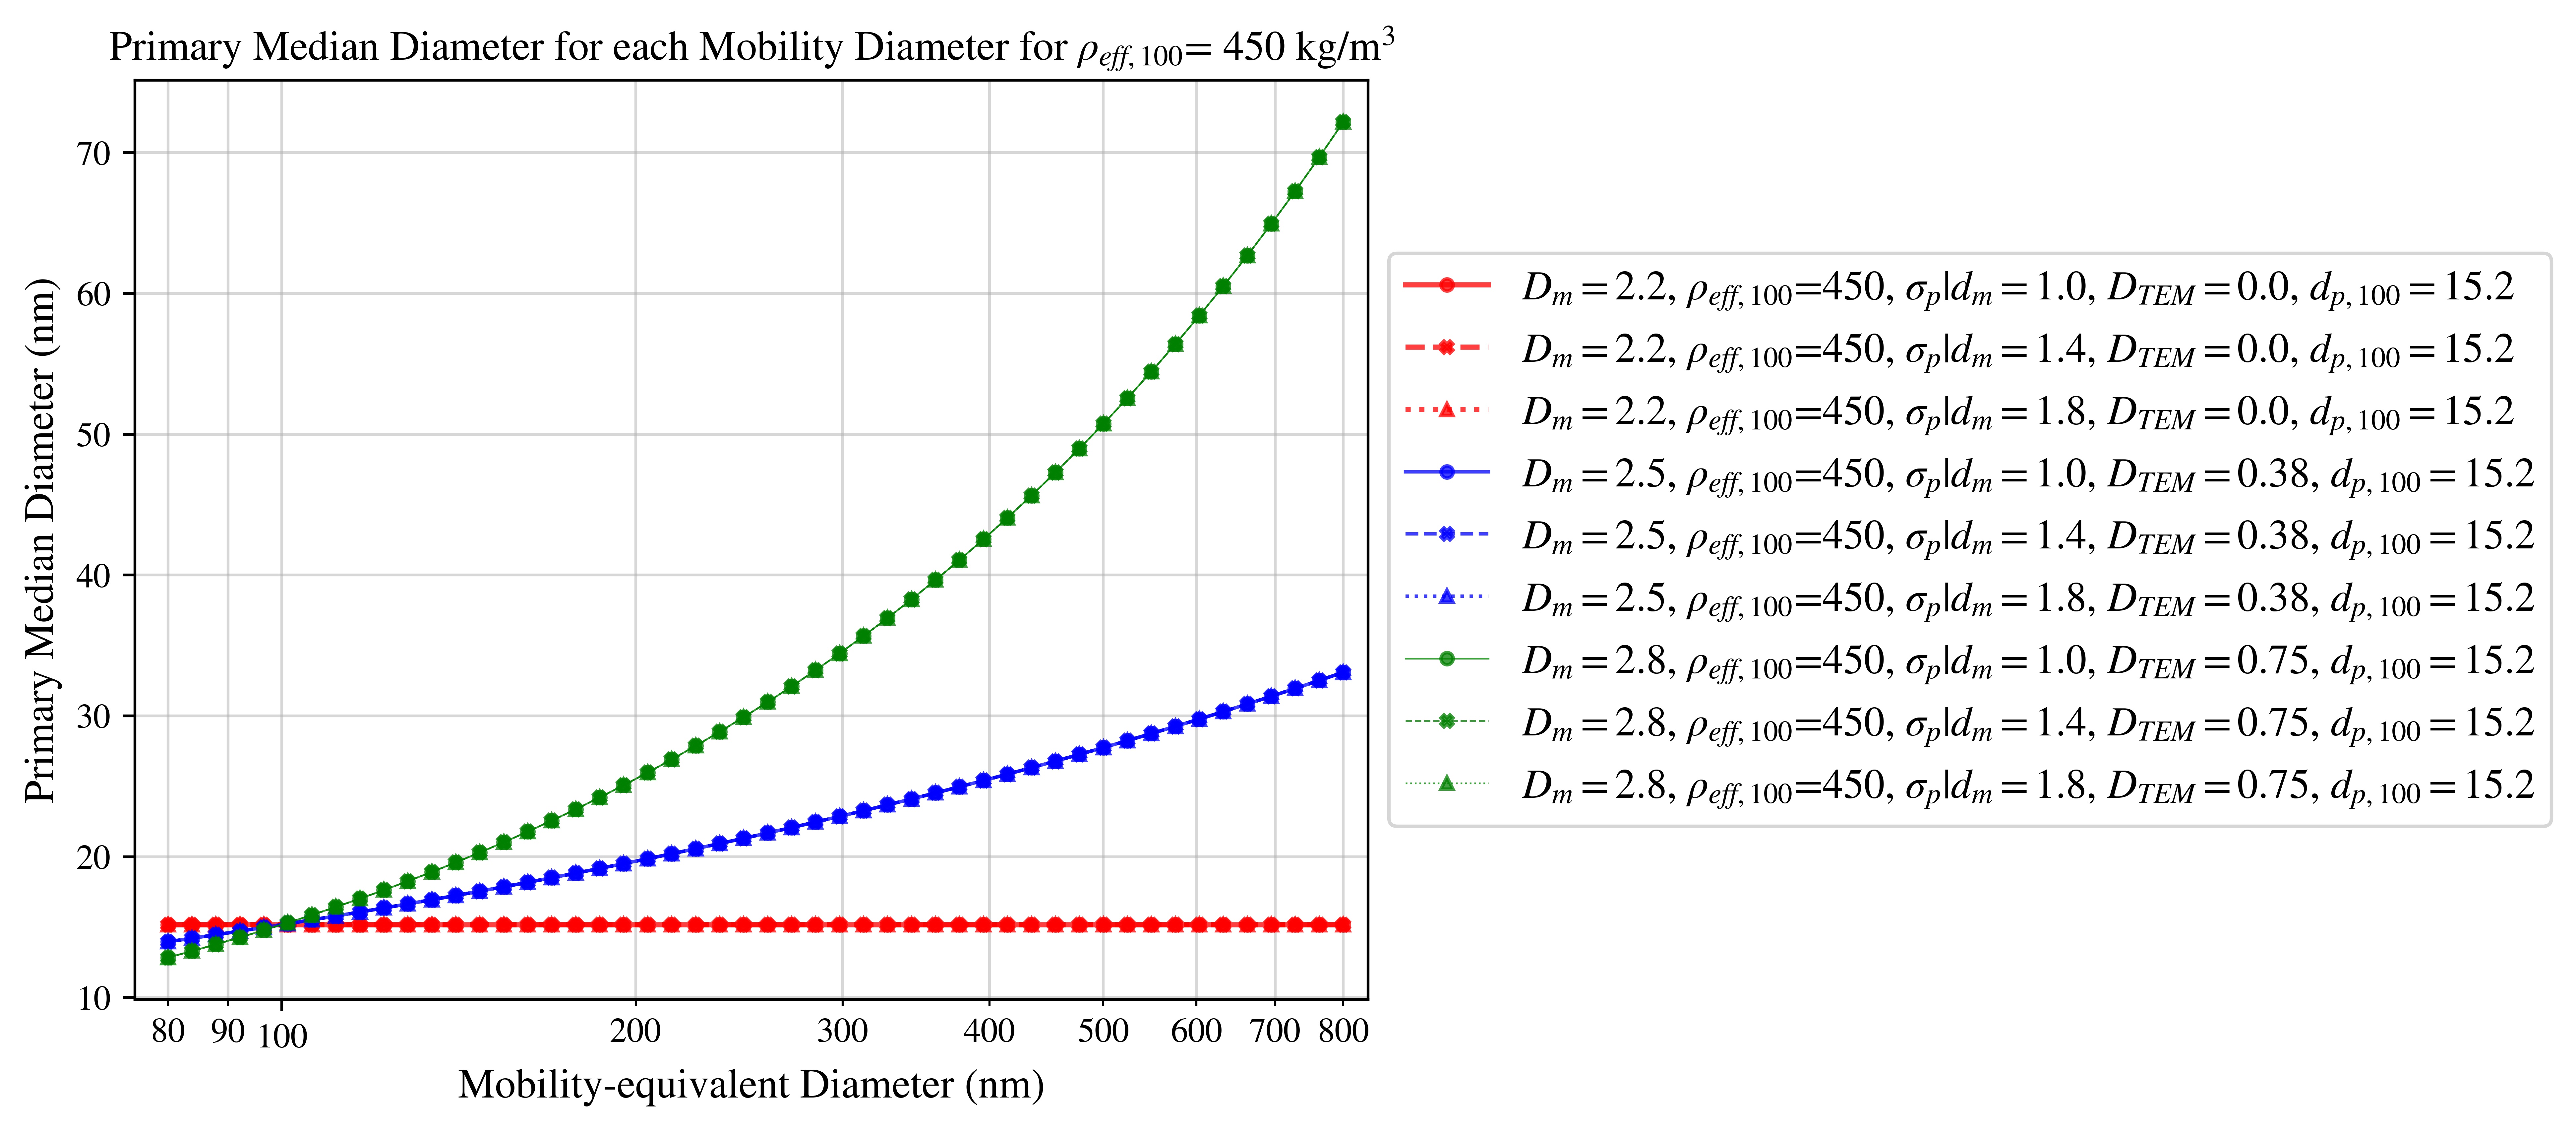 Primary Median Diameter for each Mobility Diameter for ρeff,100= 450 kg/m³
Primary Median Diameter (nm)
70
60
50
40
30
20
10
80 90 100 200 300 400 500 600 700 800
Mobility-equivalent Diameter (nm)
Dm = 2.2, ρeff,100=450, σp|dm = 1.0, DTEM = 0.0, dp,100 = 15.2
Dm = 2.2, ρeff,100=450, σp|dm = 1.4, DTEM = 0.0, dp,100 = 15.2
Dm = 2.2, ρeff,100=450, σp|dm = 1.8, DTEM = 0.0, dp,100 = 15.2
Dm = 2.5, ρeff,100=450, σp|dm = 1.0, DTEM = 0.38, dp,100 = 15.2
Dm = 2.5, ρeff,100=450, σp|dm = 1.4, DTEM = 0.38, dp,100 = 15.2
Dm = 2.5, ρeff,100=450, σp|dm = 1.8, DTEM = 0.38, dp,100 = 15.2
Dm = 2.8, ρeff,100=450, σp|dm = 1.0, DTEM = 0.75, dp,100 = 15.2
Dm = 2.8, ρeff,100=450, σp|dm = 1.4, DTEM = 0.75, dp,100 = 15.2
Dm = 2.8, ρeff,100=450, σp|dm = 1.8, DTEM = 0.75, dp,100 = 15.2